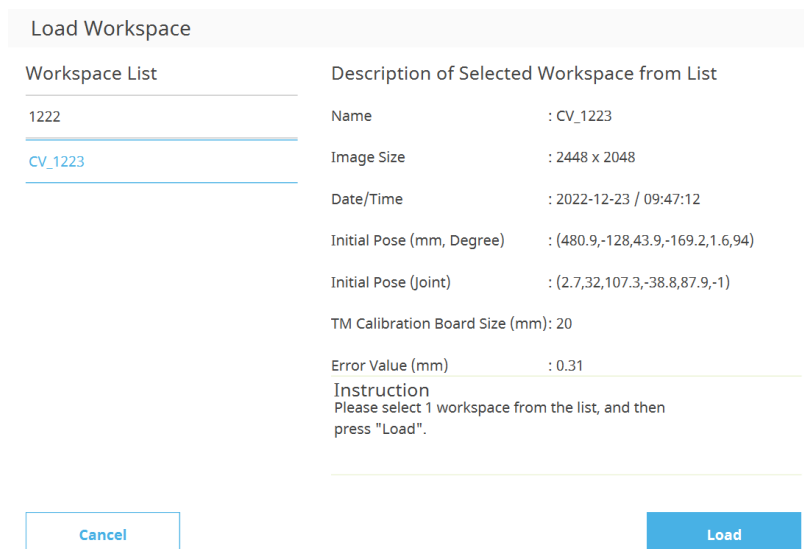 Load Workspace
Workspace List
1222
CV_1223
Description of Selected Workspace from List
Name : CV_1223
Image Size : 2448 x 2048
Date/Time : 2022-12-23 / 09:47:12
Initial Pose (mm, Degree) : (480.9,-128,43.9,-169.2,1.6,94)
Initial Pose (Joint) : (2.7,32,107.3,-38.8,87.9,-1)
TM Calibration Board Size (mm): 20
Error Value (mm) : 0.31
Instruction
Please select 1 workspace from the list, and then
press "Load".
Cancel
Load